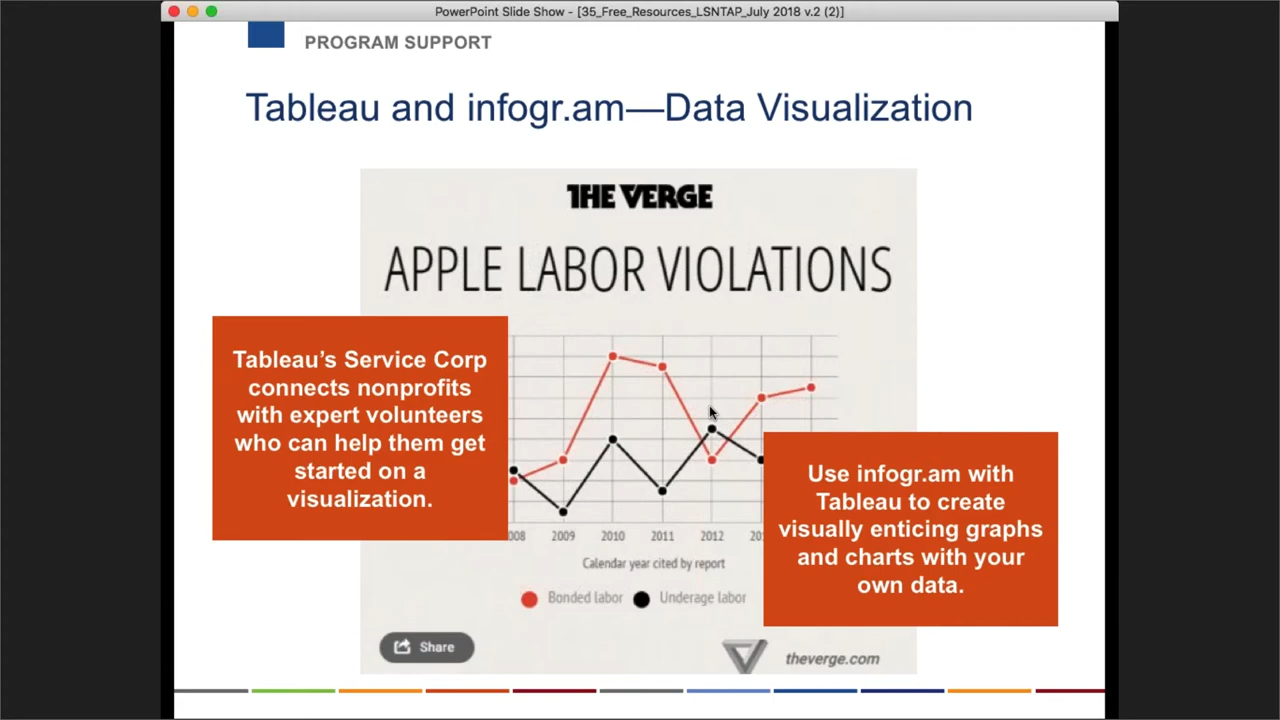 PowerPoint Slide Show - [35_Free_Resources_LSNTAP_July 2018 v.2 (2)]
PROGRAM SUPPORT
Tableau and infogr.am—Data Visualization
THE VERGE
APPLE LABOR VIOLATIONS
Tableau's Service Corp
connects nonprofits
with expert volunteers
who can help them get
started on a
visualization.
Use infogr.am with
Tableau to create
visually enticing graphs
and charts with your
own data.
008 2009 2010 2011 2012 20
Calendar year cited by report
Bonded labor Underage labor
Share
theverge.com